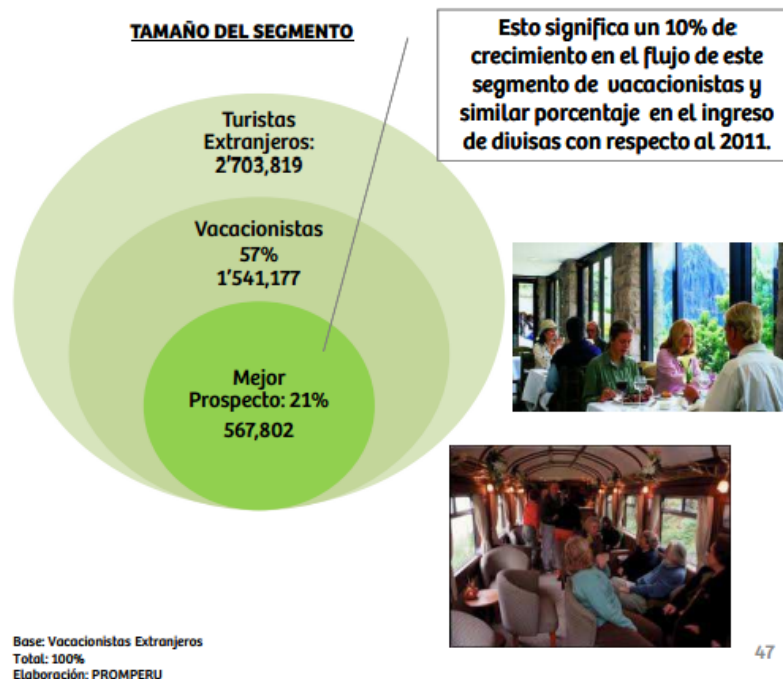 TAMAÑO DEL SEGMENTO
Esto significa un 10% de
crecimiento en el flujo de este
segmento de vacacionistas y
similar porcentaje en el ingreso
de divisas con respecto al 2011.
Turistas
Extranjeros:
2’703,819
Vacacionistas
57%
1’541,177
Mejor
Prospecto: 21%
567,802
Base: Vacacionistas Extranjeros
Total: 100%
Elaboración: PROMPERU
47